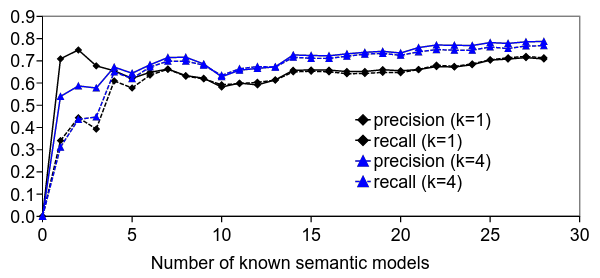 0.9
0.8
0.7
0.6
0.5
0.4
0.3
0.2
0.1
0.0
precision (k=1)
recall (k=1)
precision (k=4)
recall (k=4)
0 5 10 15 20 25 30
Number of known semantic models